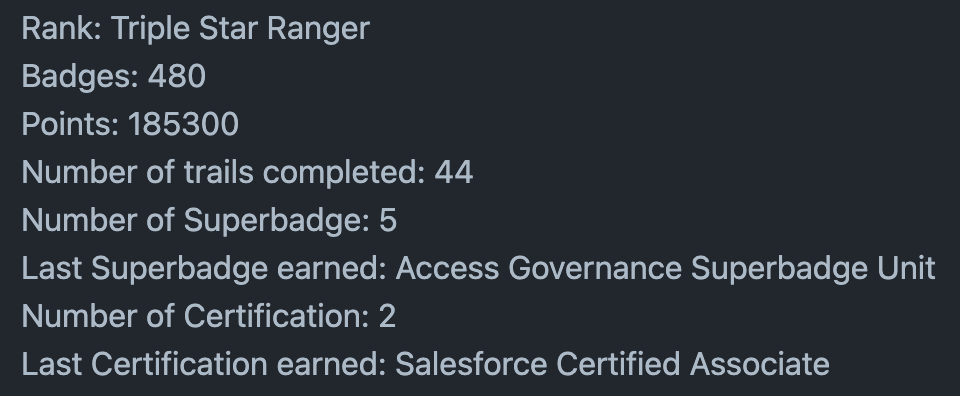 Rank: Triple Star Ranger
Badges: 480
Points: 185300
Number of trails completed: 44
Number of Superbadge: 5
Last Superbadge earned: Access Governance Superbadge Unit
Number of Certification: 2
Last Certification earned: Salesforce Certified Associate